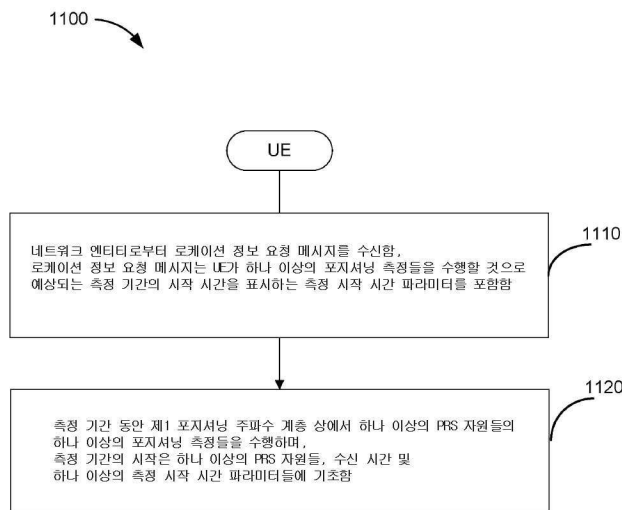 1100
UE
네트워크 엔티티로부터 로케이션 정보 요청 메시지를 수신함,
로케이션 정보 요청 메시지는 UE가 하나 이상의 포지셔닝 측정들을 수행할 것으로
예상되는 측정 기간의 시작 시간을 표시하는 측정 시작 시간 파라미터를 포함함
1110
측정 기간 동안 제1 포지셔닝 주파수 계층 상에서 하나 이상의 PRS 자원들의
하나 이상의 포지셔닝 측정들을 수행하며,
측정 기간의 시작은 하나 이상의 PRS 자원들, 수신 시간 및
하나 이상의 측정 시작 시간 파라미터들에 기초함
1120